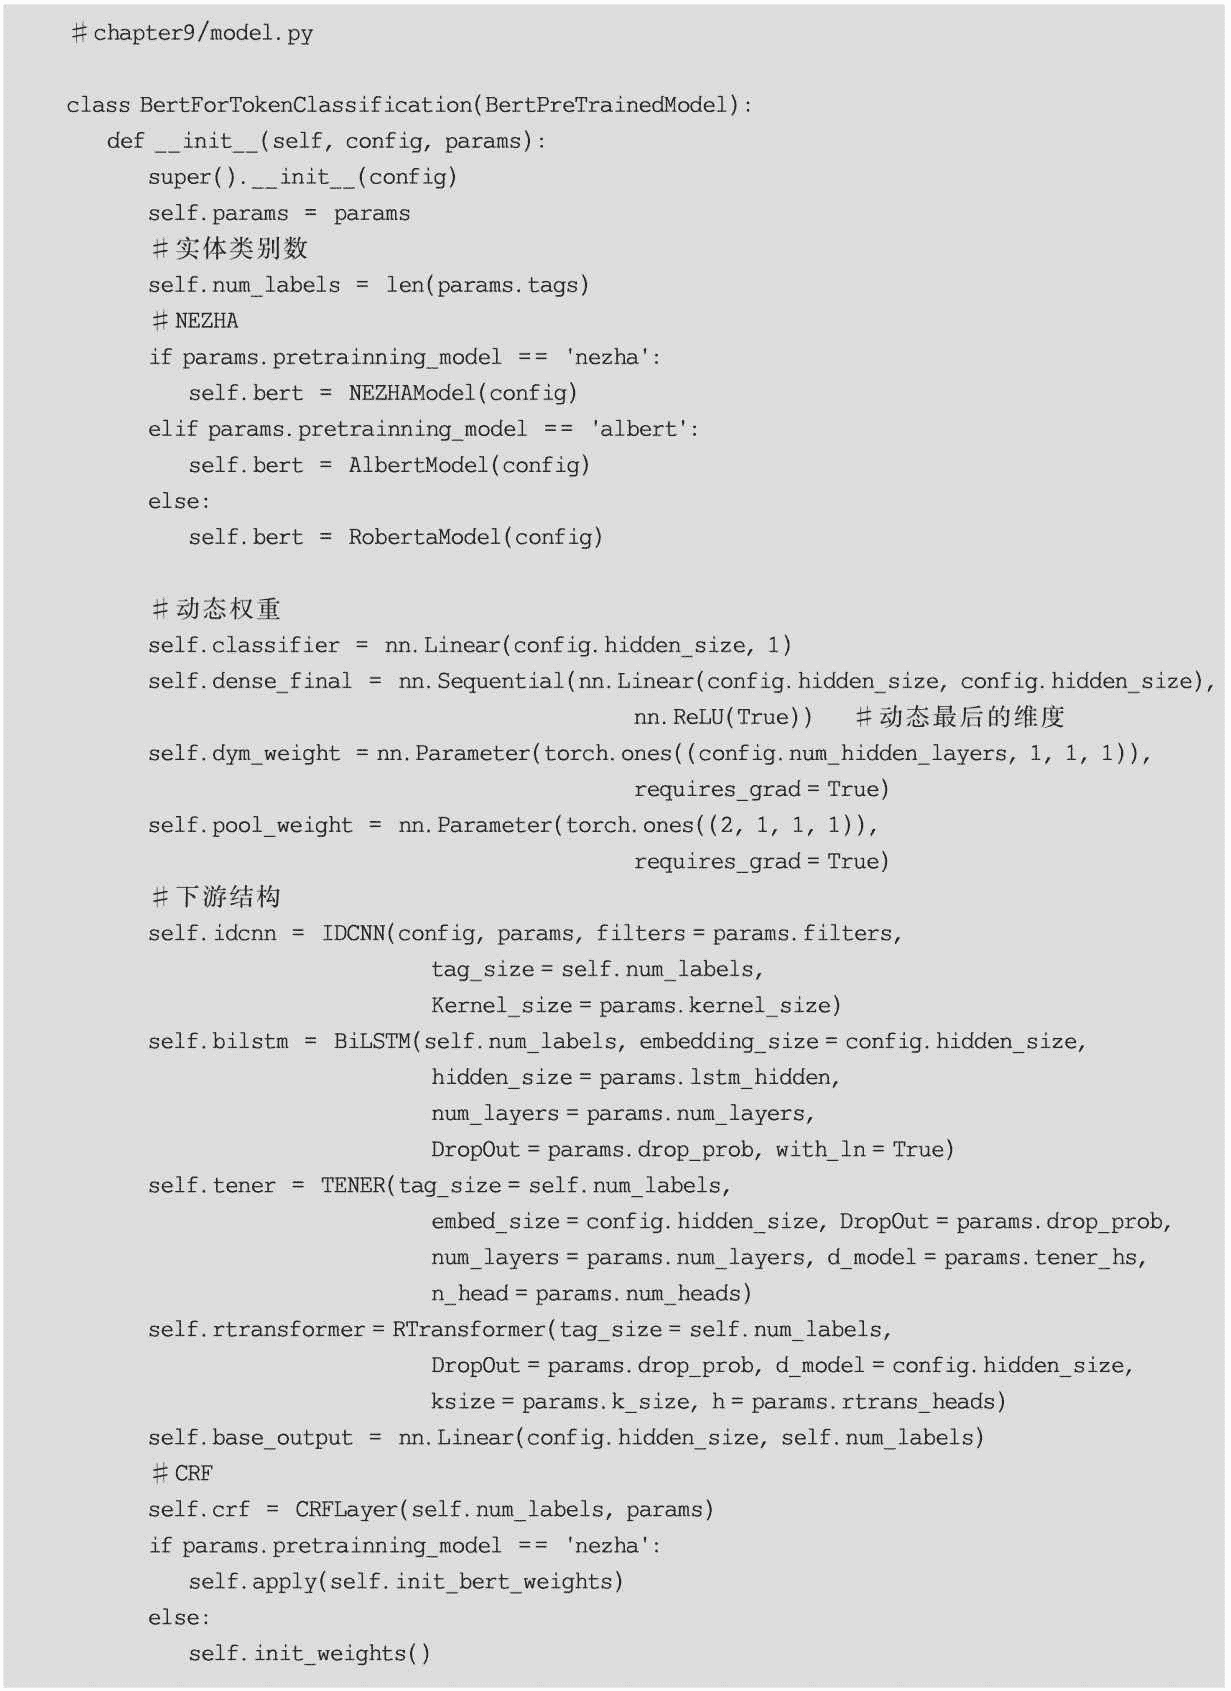 #chapter9/model.py
class BertForTokenClassification(BertPreTrainedModel):
def __init__(self, config, params):
super().__init__(config)
self.params = params
#实体类别数
self.num_labels = len(params.tags)
#NEZHA
if params.pretrainning_model == 'nezha':
self.bert = NEZHAModel(config)
elif params.pretrainning_model == 'albert':
self.bert = AlbertModel(config)
else:
self.bert = RobertaModel(config)
#动态权重
self.classifier = nn.Linear(config.hidden_size, 1)
self.dense_final = nn.Sequential(nn.Linear(config.hidden_size, config.hidden_size),
nn.ReLU(True)) #动态最后的维度
self.dym_weight = nn.Parameter(torch.ones((config.num_hidden_layers, 1, 1, 1)),
requires_grad = True)
self.pool_weight = nn.Parameter(torch.ones((2, 1, 1, 1)),
requires_grad = True)
#下游结构
self.idcnn = IDCNN(config, params, filters = params.filters,
tag_size = self.num_labels,
Kernel_size = params.kernel_size)
self.bilstm = BiLSTM(self.num_labels, embedding_size = config.hidden_size,
hidden_size = params.lstm_hidden,
num_layers = params.num_layers,
DropOut = params.drop_prob, with_ln = True)
self.tener = TENER(tag_size = self.num_labels,
embed_size = config.hidden_size, DropOut = params.drop_prob,
num_layers = params.num_layers, d_model = params.tener_hs,
n_head = params.num_heads)
self.rtransformer = RTransformer(tag_size = self.num_labels,
DropOut = params.drop_prob, d_model = config.hidden_size,
ksize = params.k_size, h = params.rtrans_heads)
self.base_output = nn.Linear(config.hidden_size, self.num_labels)
#CRF
self.crf = CRFLayer(self.num_labels, params)
if params.pretrainning_model == 'nezha':
self.apply(self.init_bert_weights)
else:
self.init_weights()